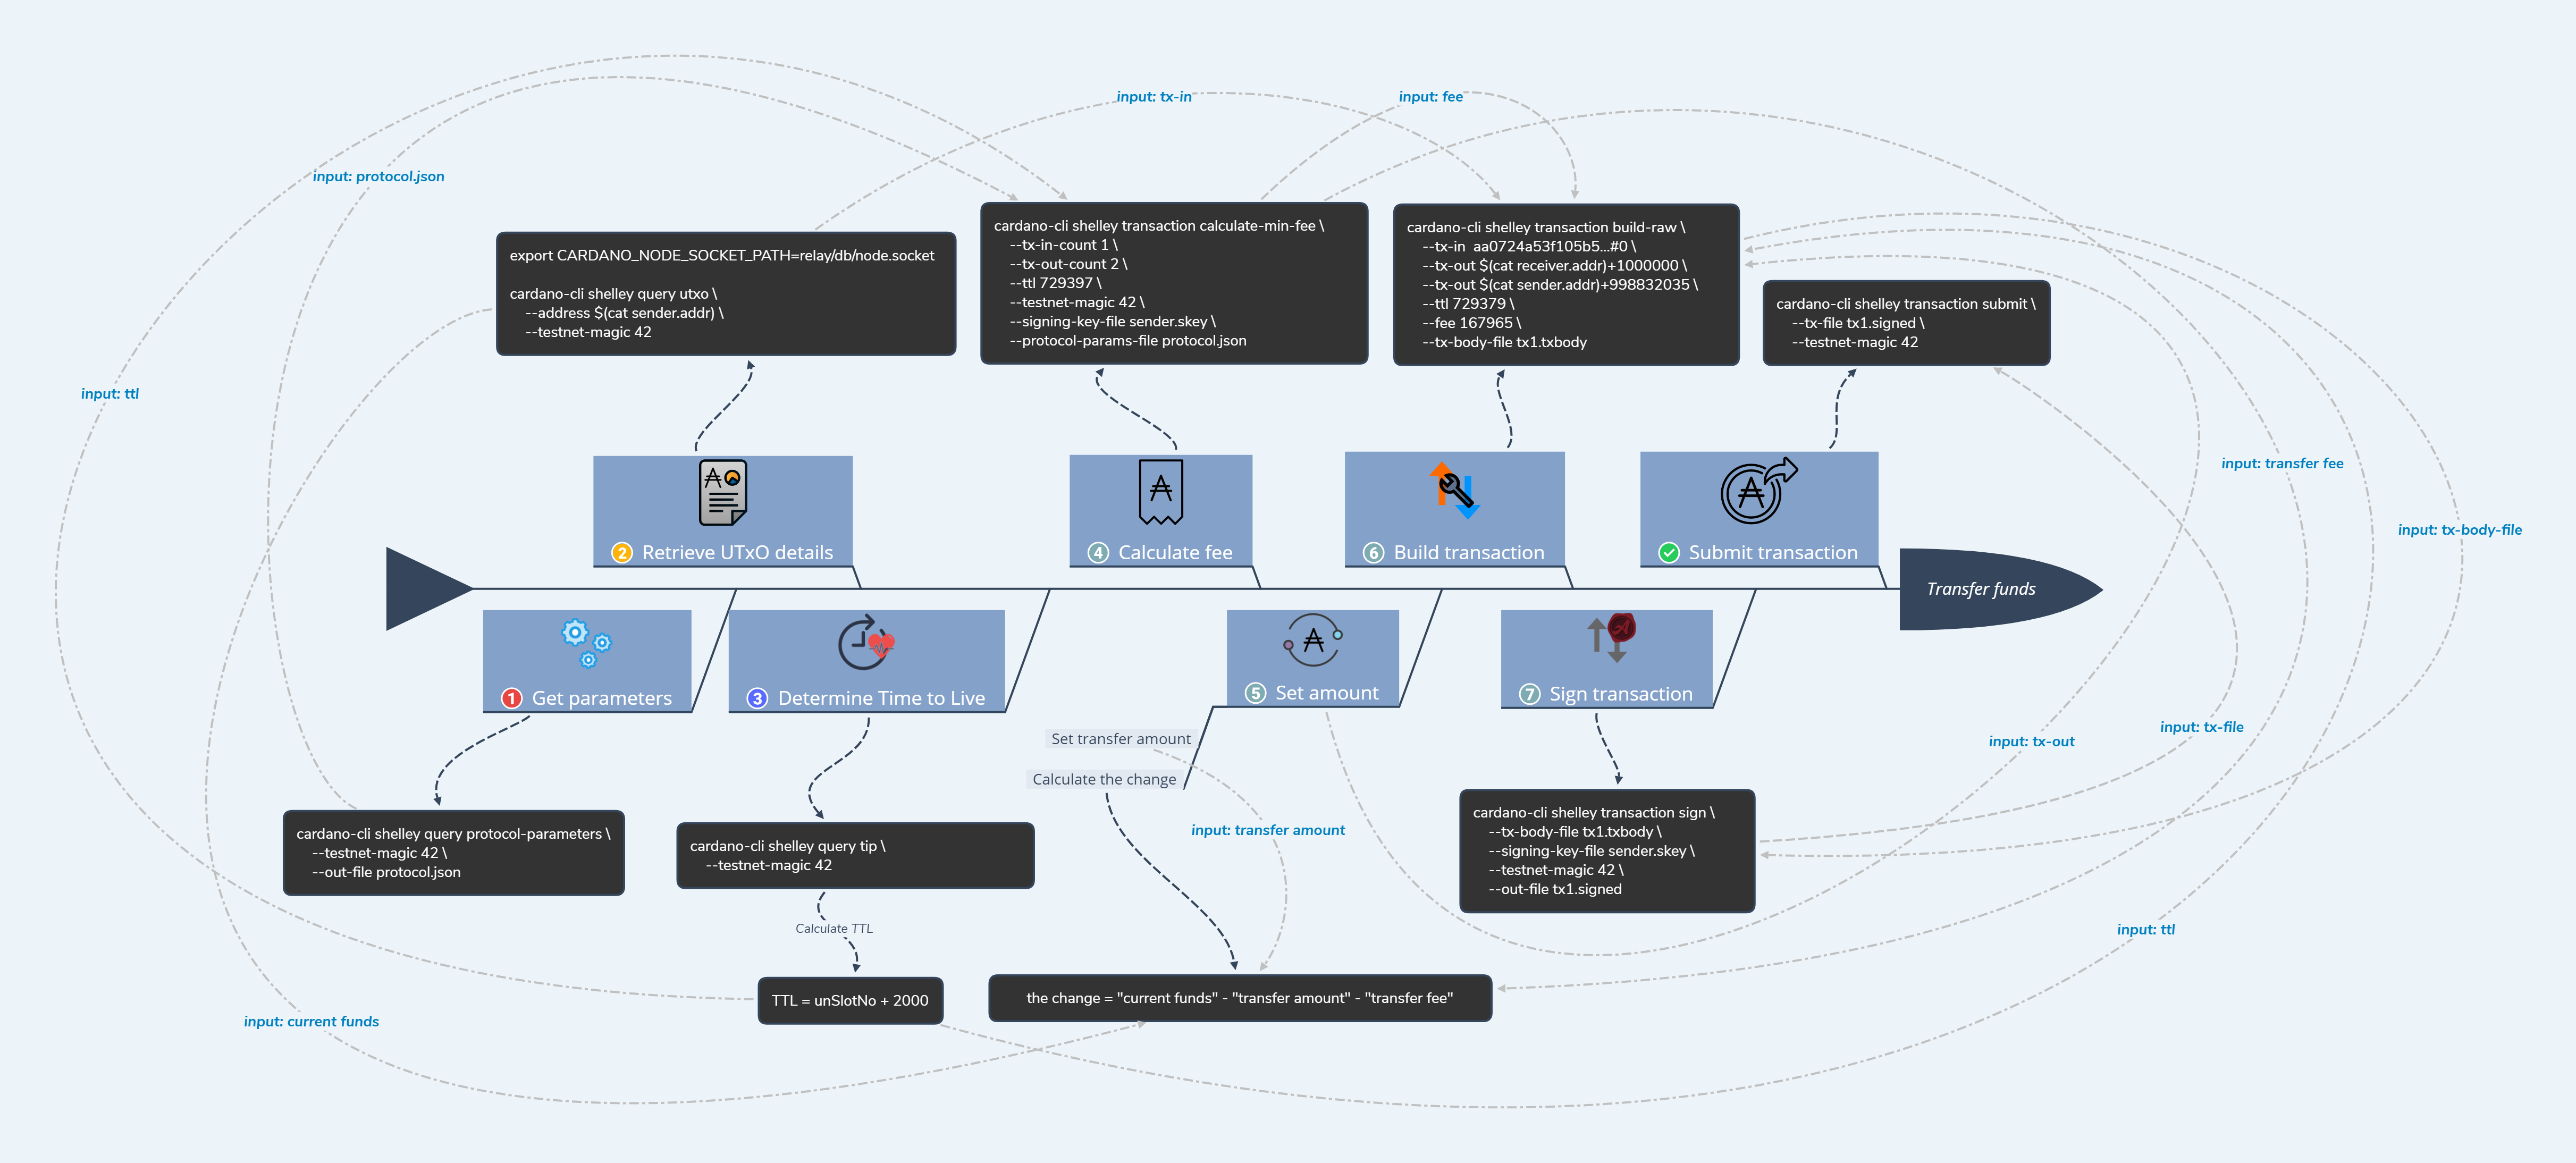 input: tx-in
input: fee
input: protocol.json
export CARDANO_NODE_SOCKET_PATH=relay/db/node.socket
cardano-cli shelley query utxo \
--address $(cat sender.addr) \
--testnet-magic 42
cardano-cli shelley transaction calculate-min-fee \
--tx-in-count 1 \
--tx-out-count 2 \
--ttl 729397 \
--testnet-magic 42 \
--signing-key-file sender.skey \
--protocol-params-file protocol.json
cardano-cli shelley transaction build-raw \
--tx-in aa0724a53f105b5...#0 \
--tx-out $(cat receiver.addr)+1000000 \
--tx-out $(cat sender.addr)+998832035 \
--ttl 729379 \
--fee 167965 \
--tx-body-file tx1.txbody
cardano-cli shelley transaction submit \
--tx-file tx1.signed \
--testnet-magic 42
input: ttl
input: transfer fee
input: tx-body-file
2 Retrieve UTxO details
4 Calculate fee
6 Build transaction
Submit transaction
Transfer funds
1 Get parameters
3 Determine Time to Live
5 Set amount
7 Sign transaction
Set transfer amount
Calculate the change
input: tx-out
input: tx-file
input: transfer amount
cardano-cli shelley query protocol-parameters \
--testnet-magic 42 \
--out-file protocol.json
cardano-cli shelley query tip \
--testnet-magic 42
cardano-cli shelley transaction sign \
--tx-body-file tx1.txbody \
--signing-key-file sender.skey \
--testnet-magic 42 \
--out-file tx1.signed
Calculate TTL
input: ttl
TTL = unSlotNo + 2000
the change = "current funds" - "transfer amount" - "transfer fee"
input: current funds